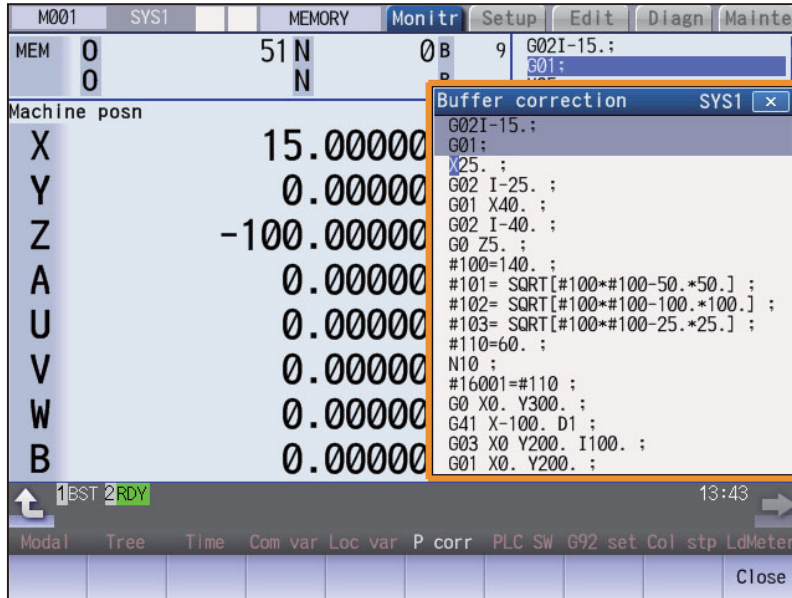 M001 SYS1 MEMORY Monitr Setup Edit Diagn Mainte
MEM O 51 N 0 B 9
O N
G02I-15.;
G01;
Machine posn
X 15.00000
Y 0.00000
Z -100.00000
A 0.00000
U 0.00000
V 0.00000
W 0.00000
B 0.00000
Buffer correction SYS1 ×
G02I-15.;
G01;
X25. ;
G02 I-25. ;
G01 X40. ;
G02 I-40. ;
G0 Z5. ;
#100=140. ;
#101= SQRT[#100*#100-50.*50.] ;
#102= SQRT[#100*#100-100.*100.] ;
#103= SQRT[#100*#100-25.*25.] ;
#110=60. ;
N10 ;
#16001=#110 ;
G0 X0. Y300. ;
G41 X-100. D1 ;
G03 X0 Y200. I100. ;
G01 X0. Y200. ;
1BST 2RDY 13:43
Modal Tree Time Com var Loc var P corr PLC SW G92 set Col stp LdMeter
Close